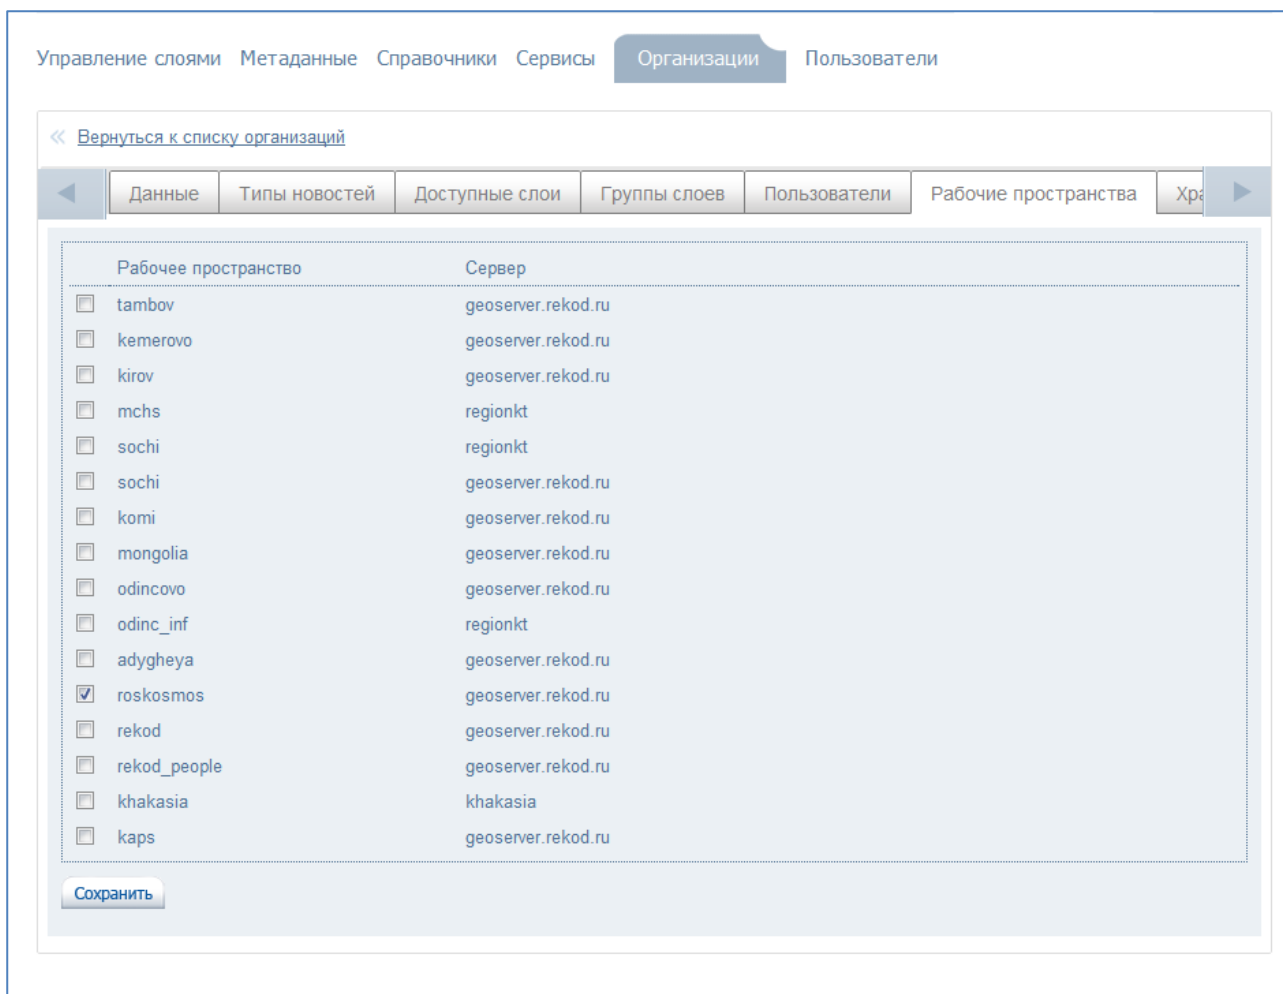 Управление слоями Метаданные Справочники Сервисы Организации Пользователи
« Вернуться к списку организаций
Данные Типы новостей Доступные слои Группы слоев Пользователи Рабочие пространства Хра
Рабочее пространство Сервер
tambov geoserver.rekod.ru
kemerovo geoserver.rekod.ru
kirov geoserver.rekod.ru
mchs regionkt
sochi regionkt
sochi geoserver.rekod.ru
komi geoserver.rekod.ru
mongolia geoserver.rekod.ru
odincovo geoserver.rekod.ru
odinc_inf regionkt
adygheya geoserver.rekod.ru
roskosmos geoserver.rekod.ru
rekod geoserver.rekod.ru
rekod_people geoserver.rekod.ru
khakasia khakasia
kaps geoserver.rekod.ru
Сохранить